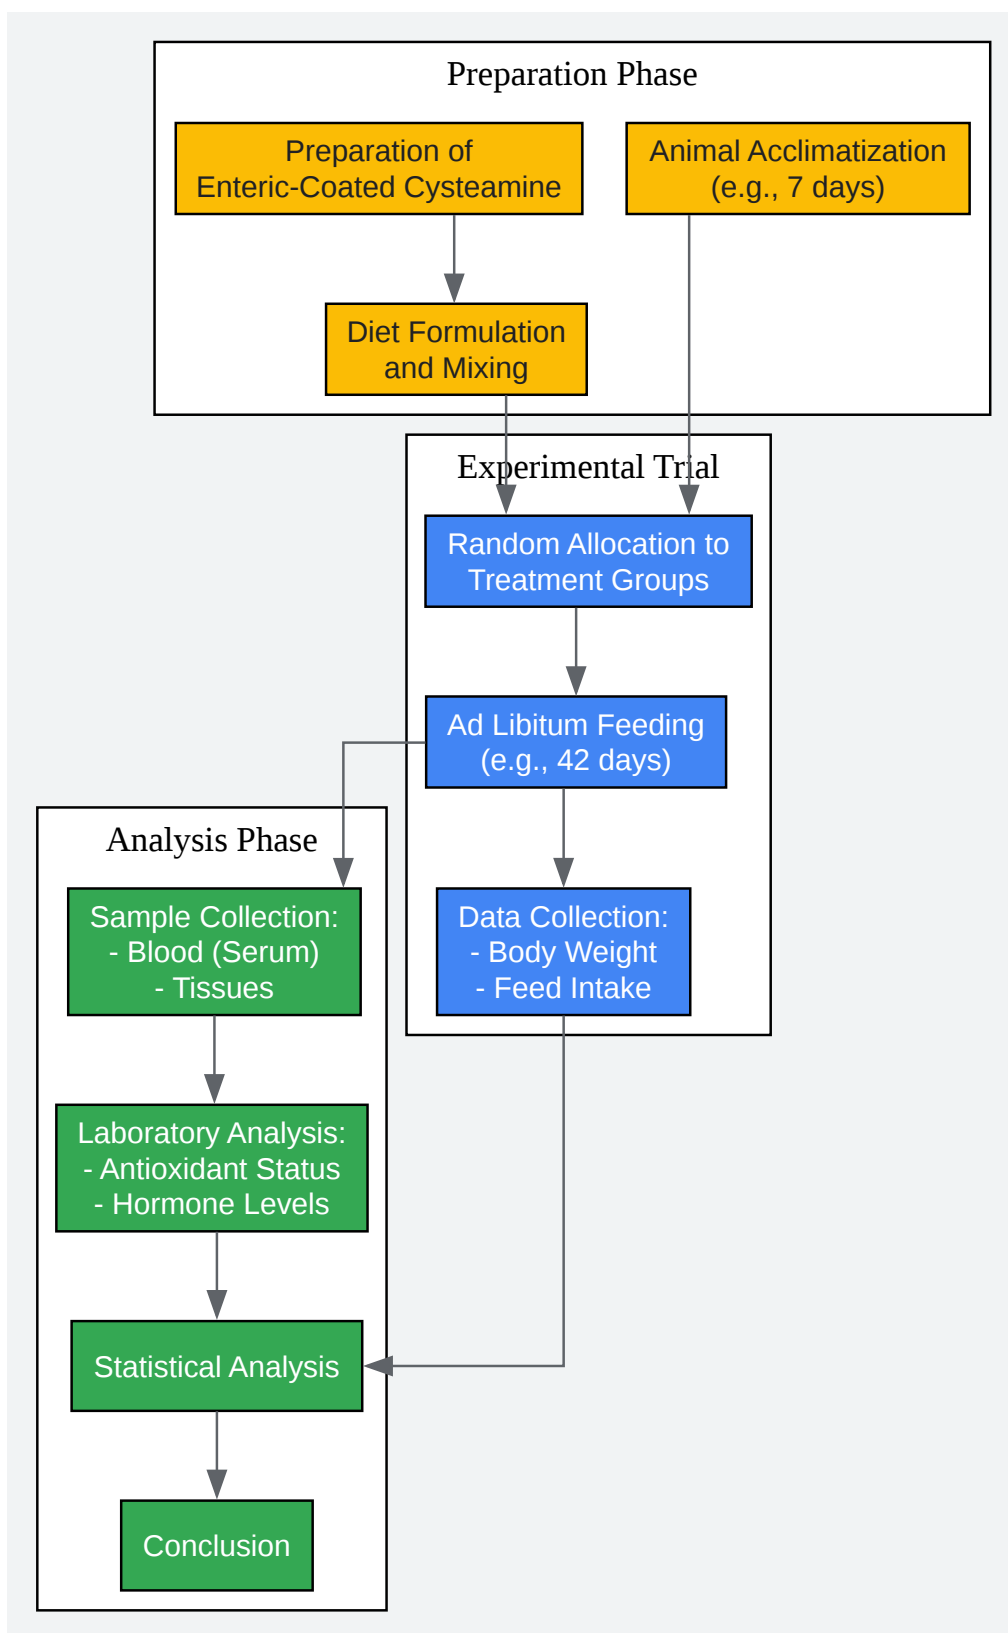 Preparation Phase
Preparation of
Enteric-Coated Cysteamine
Animal Acclimatization
(e.g., 7 days)
Diet Formulation
and Mixing
Experimental Trial
Random Allocation to
Treatment Groups
Ad Libitum Feeding
(e.g., 42 days)
Analysis Phase
Sample Collection:
- Blood (Serum)
- Tissues
Data Collection:
- Body Weight
- Feed Intake
Laboratory Analysis:
- Antioxidant Status
- Hormone Levels
Statistical Analysis
Conclusion